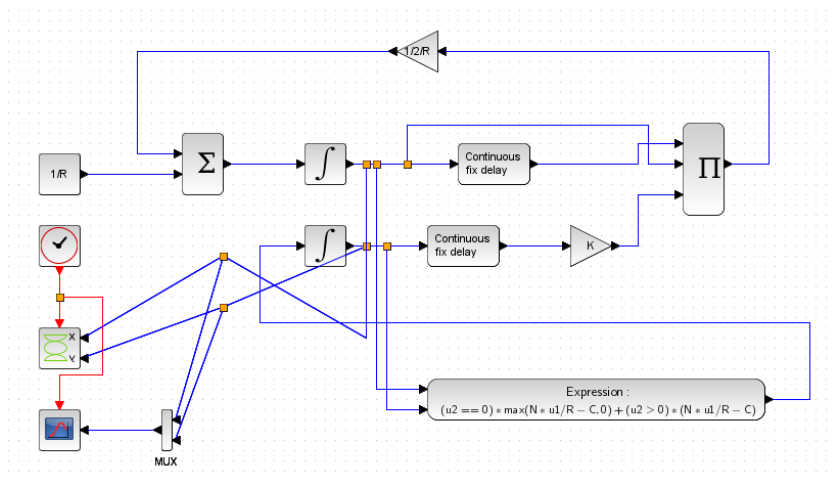 1/2/R
1/R
Σ
∫
Continuous
fix delay
Π
∫
Continuous
fix delay
K
X
Y
Expression :
(u2 == 0) * max(N * u1/R − C, 0) + (u2 > 0) * (N * u1/R − C)
MUX